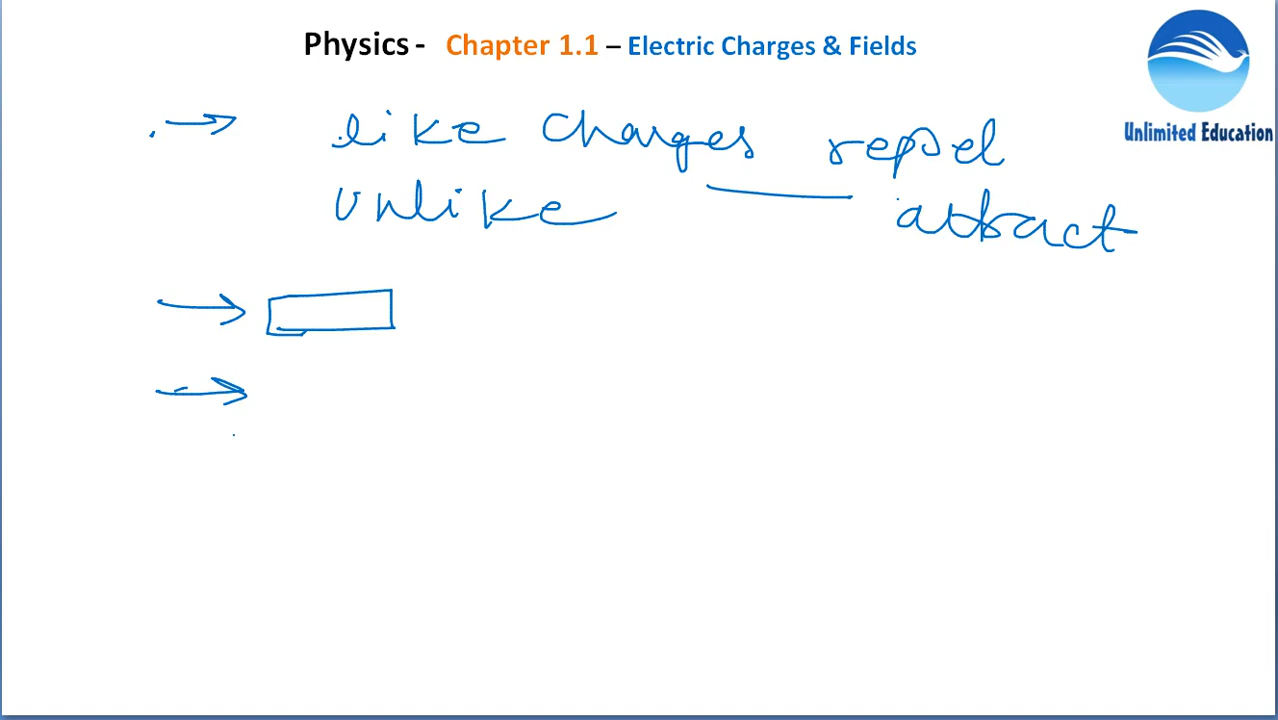 Physics - Chapter 1.1 – Electric Charges & Fields
Unlimited Education
like charges repel
unlike —— attract